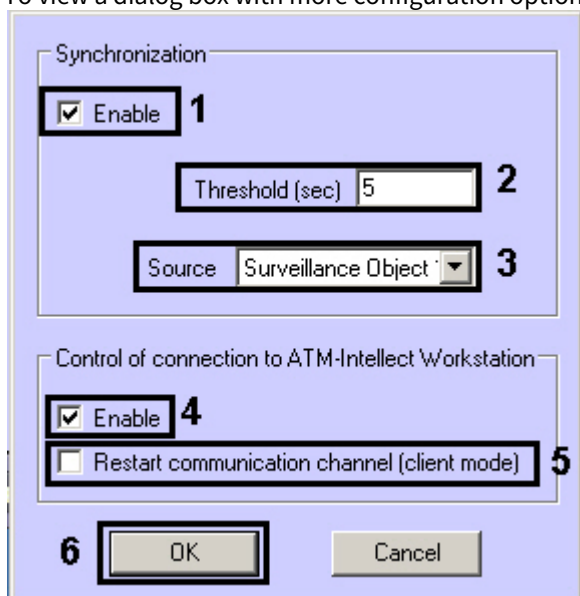 To view a dialog box with more configuration option
Synchronization
Enable 1
Threshold (sec) 5 2
Source Surveillance Object 3
Control of connection to ATM-Intellect Workstation
Enable 4
Restart communication channel (client mode) 5
6 OK Cancel